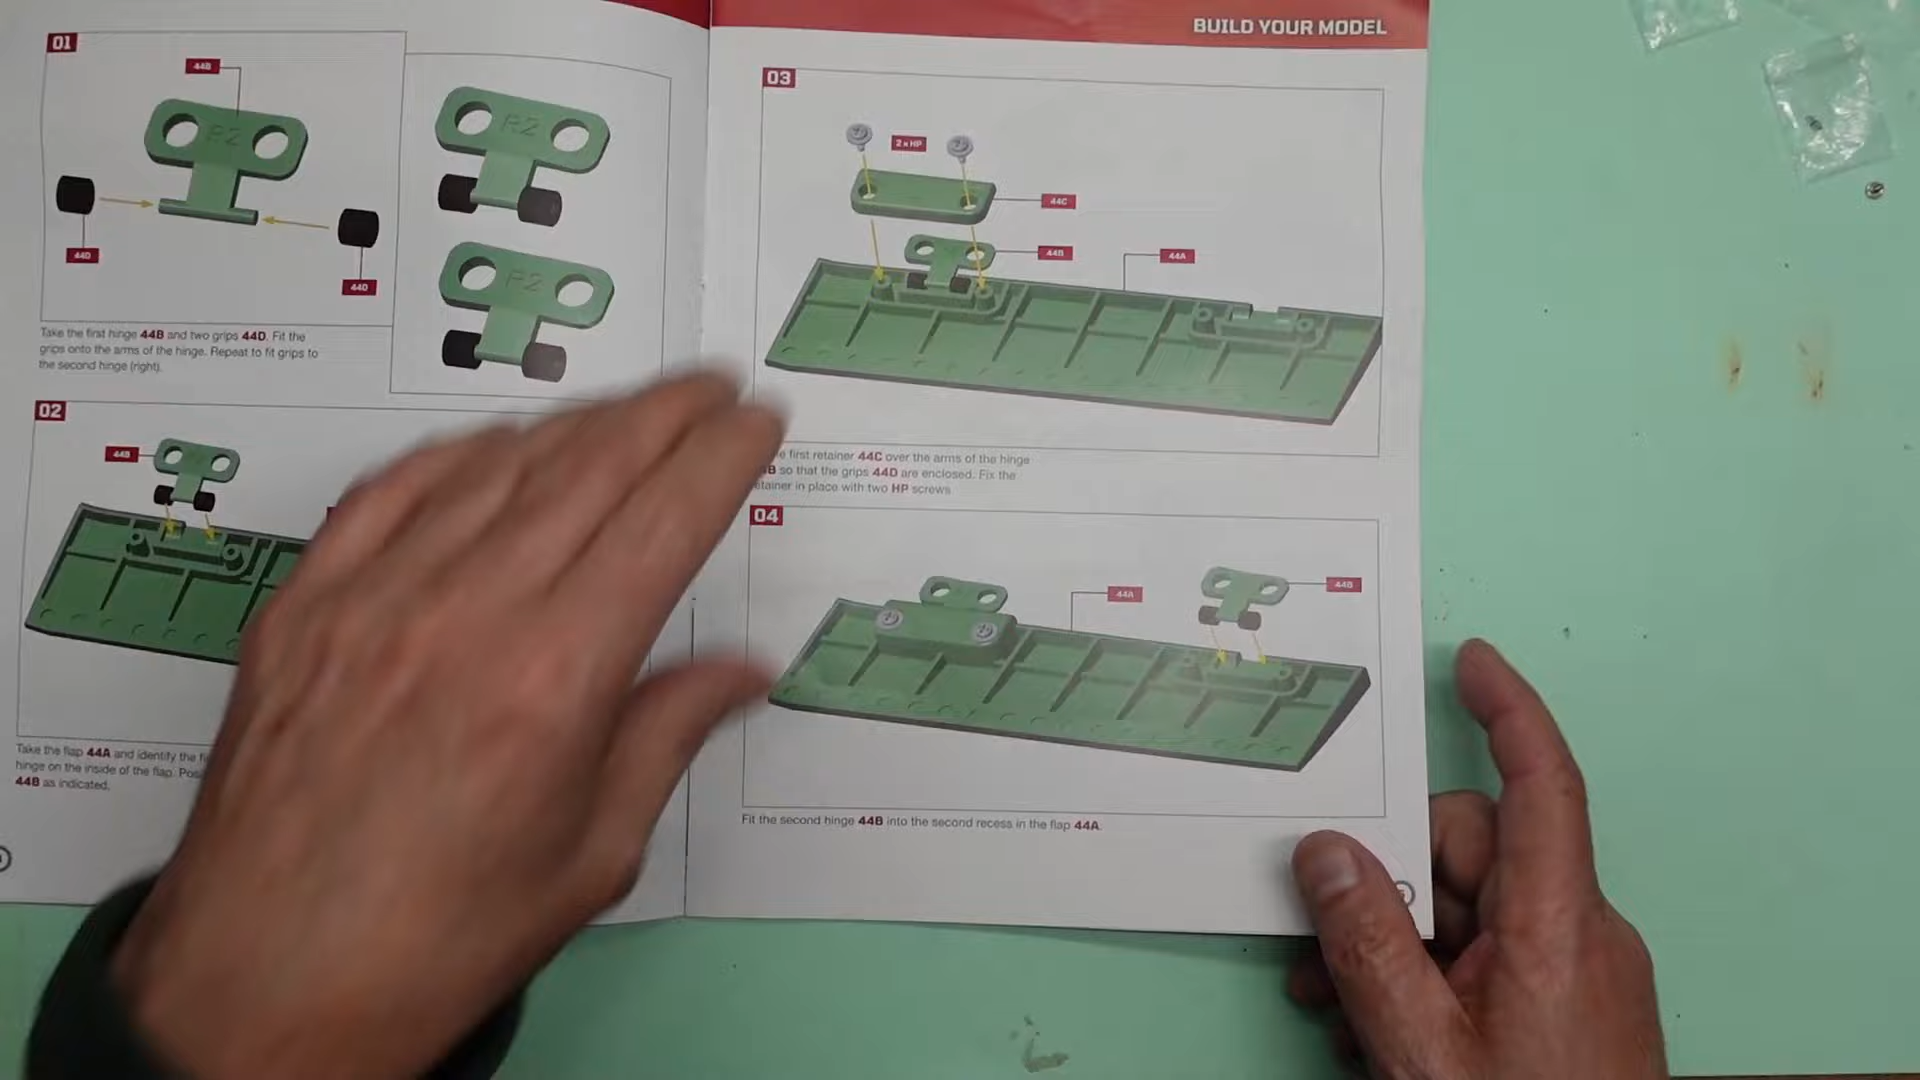 BUILD YOUR MODEL
01
44B
44D
44D
Take the first hinge 44B and two grips 44D. Fit the
grips onto the arms of the hinge. Repeat to fit grips to
the second hinge (right).
02
44B
Take the flap 44A and identify the
hinge on the inside of the flap.
44B as indicated.
03
2 x HP
44C
44B
44A
first retainer 44C over the arms of the hinge
so that the grips 44D are enclosed. Fix the
in place with two HP screws
04
44A
44B
Fit the second hinge 44B into the second recess in the flap 44A.